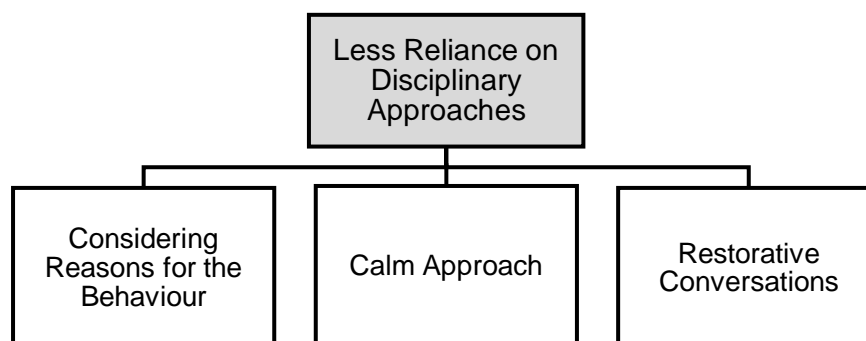 Less Reliance on
Disciplinary
Approaches
Considering
Reasons for the
Behaviour
Calm Approach
Restorative
Conversations